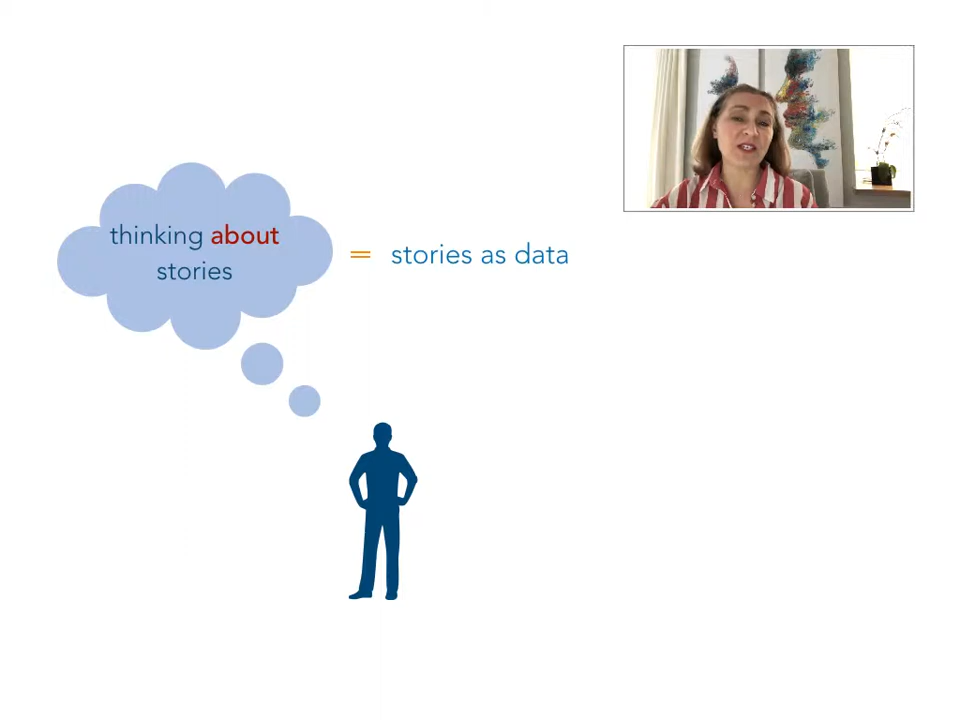 thinking about
stories
= stories as data